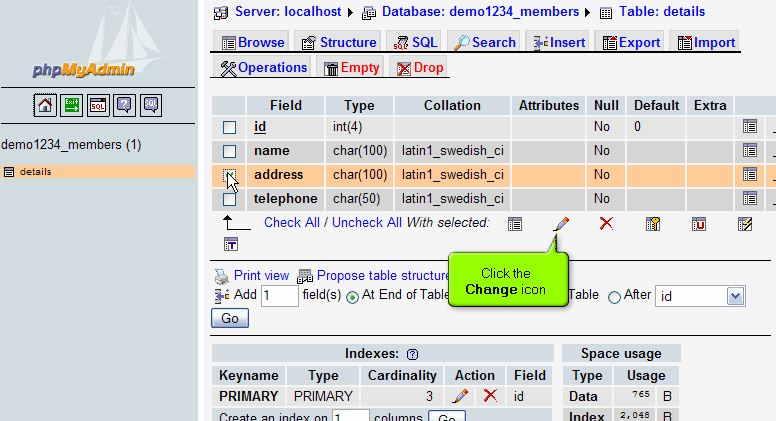 Server: localhost Database: demo1234_members Table: details
phpMyAdmin
Browse Structure SQL Search Insert Export Import
Operations Empty Drop
SQL ? SQL
demo1234_members (1)
details
Field Type Collation Attributes Null Default Extra
id int(4) No 0
name char(100) latin1_swedish_ci No
address char(100) latin1_swedish_ci No
telephone char(50) latin1_swedish_ci No
Check All / Uncheck All With selected:
Click the
Change icon
Print view Propose table structure
Add 1 field(s) At End of Table Table After id
Go
Indexes: ?
Keyname Type Cardinality Action Field
PRIMARY PRIMARY 3 id
Create an index on 1 columns Go
Space usage
Type Usage
Data 765 B
Index 2,048 B